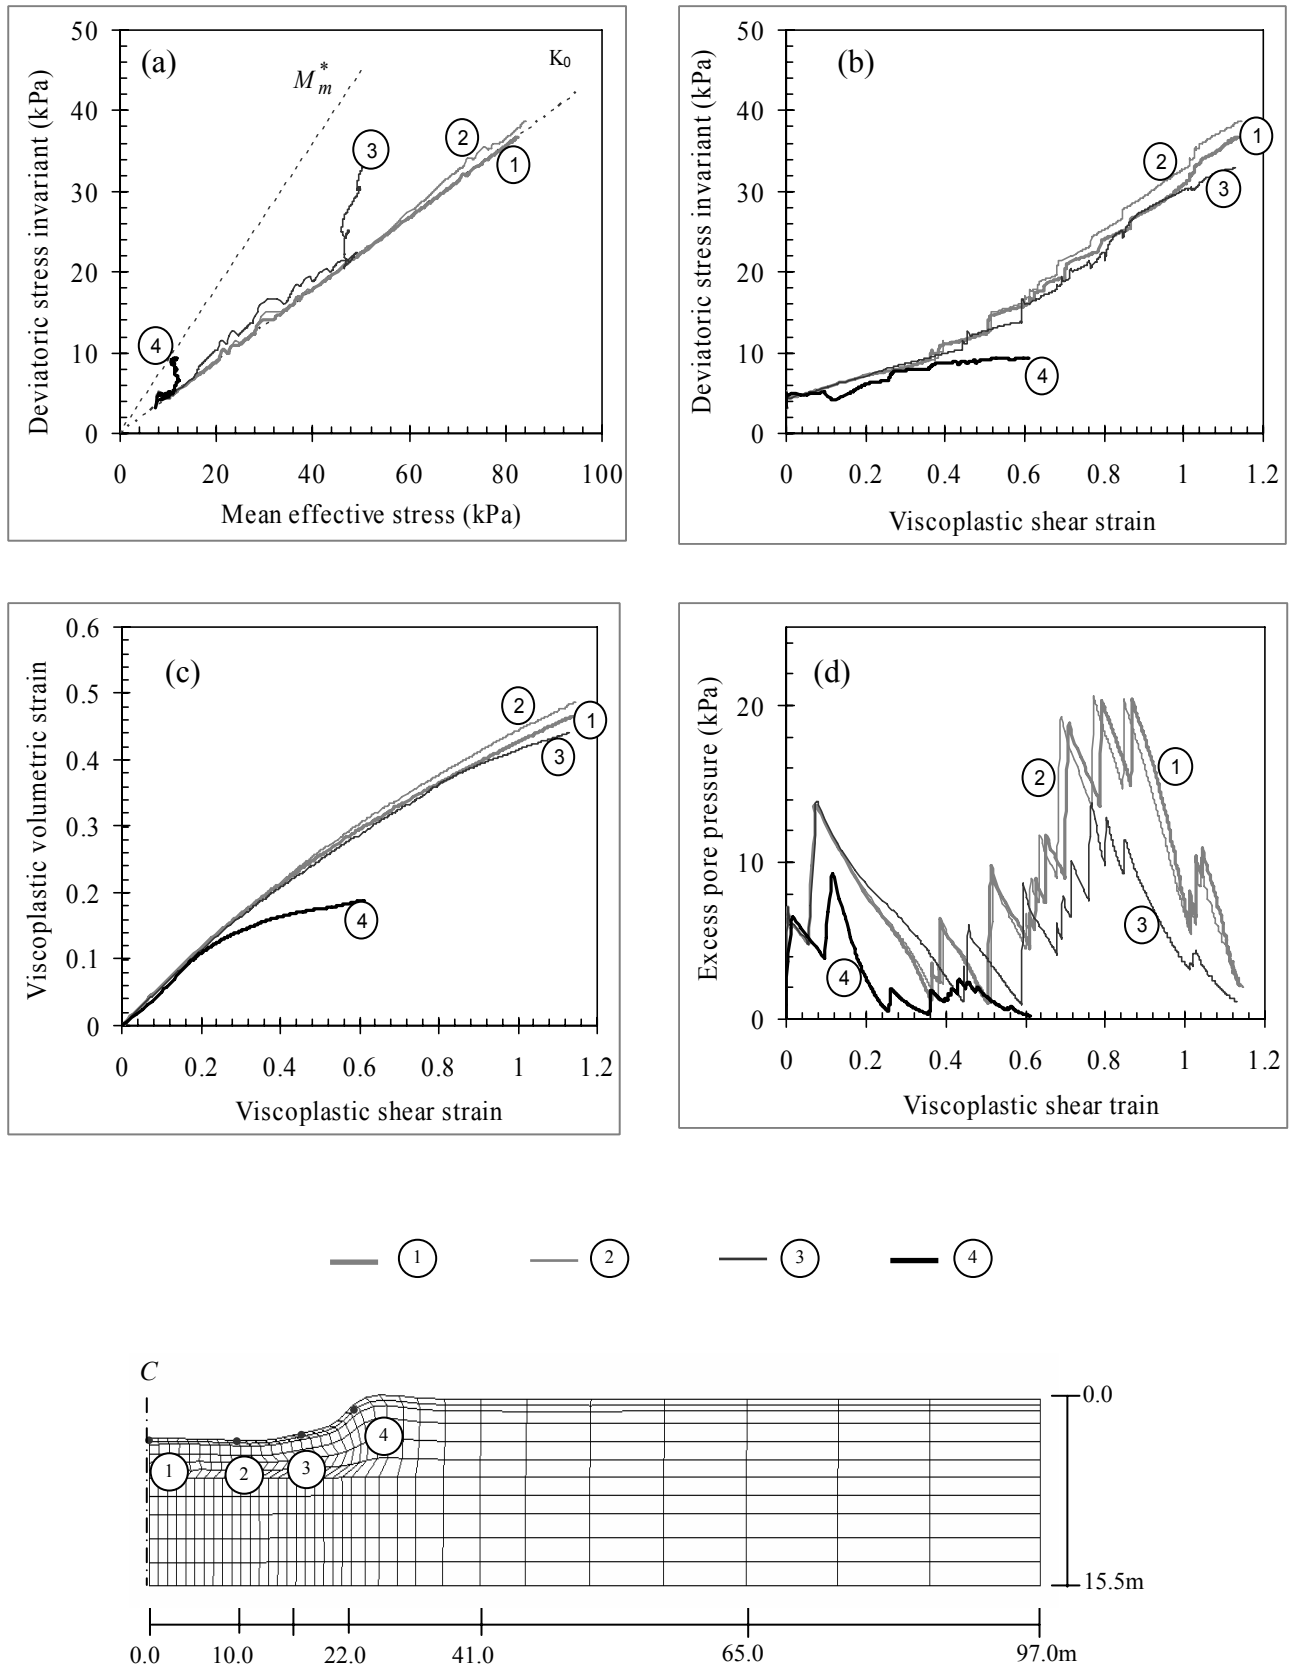 (a)
M*m
K0
1
2
3
4
50
40
30
20
10
0
0 20 40 60 80 100
Deviatoric stress invariant (kPa)
Mean effective stress (kPa)
(b)
1
2
3
4
50
40
30
20
10
0
0 0.2 0.4 0.6 0.8 1 1.2
Deviatoric stress invariant (kPa)
Viscoplastic shear strain
(c)
2
1
3
4
0.6
0.5
0.4
0.3
0.2
0.1
0
0 0.2 0.4 0.6 0.8 1 1.2
Viscoplastic volumetric strain
Viscoplastic shear strain
(d)
2
1
3
4
20
10
0
0 0.2 0.4 0.6 0.8 1 1.2
Excess pore pressure (kPa)
Viscoplastic shear train
1 2 3 4
C
0.0
1 2 3 4
15.5m
0.0 10.0 22.0 41.0 65.0 97.0m